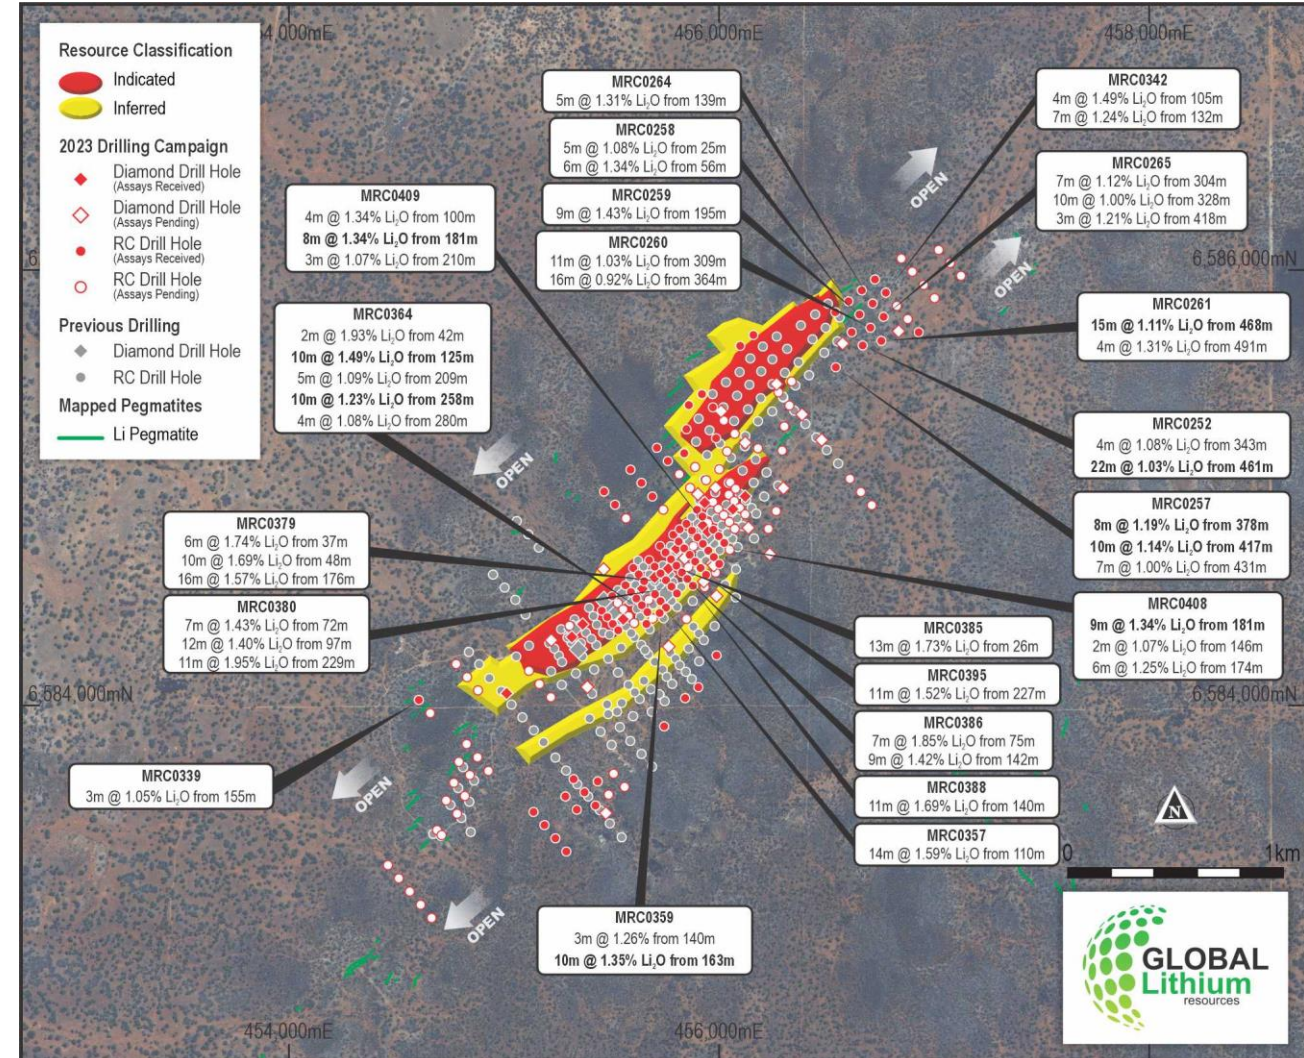 454,000mE
456,000mE
458,000mE
Resource Classification
Indicated
Inferred
2023 Drilling Campaign
Diamond Drill Hole
(Assays Received)
Diamond Drill Hole
(Assays Pending)
RC Drill Hole
(Assays Received)
RC Drill Hole
(Assays Pending)
Previous Drilling
Diamond Drill Hole
RC Drill Hole
Mapped Pegmatites
Li Pegmatite
MRC0264
5m @ 1.31% Li₂O from 139m
MRC0258
5m @ 1.08% Li₂O from 25m
6m @ 1.34% Li₂O from 56m
MRC0259
9m @ 1.43% Li₂O from 195m
MRC0260
11m @ 1.03% Li₂O from 309m
16m @ 0.92% Li₂O from 364m
MRC0342
4m @ 1.49% Li₂O from 105m
7m @ 1.24% Li₂O from 132m
MRC0265
7m @ 1.12% Li₂O from 304m
10m @ 1.00% Li₂O from 328m
3m @ 1.21% Li₂O from 418m
OPEN
OPEN
6,586,000mN
MRC0409
4m @ 1.34% Li₂O from 100m
8m @ 1.34% Li₂O from 181m
3m @ 1.07% Li₂O from 210m
MRC0261
15m @ 1.11% Li₂O from 468m
4m @ 1.31% Li₂O from 491m
MRC0364
2m @ 1.93% Li₂O from 42m
10m @ 1.49% Li₂O from 125m
5m @ 1.09% Li₂O from 209m
10m @ 1.23% Li₂O from 258m
4m @ 1.08% Li₂O from 280m
OPEN
MRC0252
4m @ 1.08% Li₂O from 343m
22m @ 1.03% Li₂O from 461m
MRC0257
8m @ 1.19% Li₂O from 378m
10m @ 1.14% Li₂O from 417m
7m @ 1.00% Li₂O from 431m
MRC0379
6m @ 1.74% Li₂O from 37m
10m @ 1.69% Li₂O from 48m
16m @ 1.57% Li₂O from 176m
MRC0380
7m @ 1.43% Li₂O from 72m
12m @ 1.40% Li₂O from 97m
11m @ 1.95% Li₂O from 229m
MRC0408
9m @ 1.34% Li₂O from 181m
2m @ 1.07% Li₂O from 146m
6m @ 1.25% Li₂O from 174m
MRC0385
13m @ 1.73% Li₂O from 26m
MRC0395
11m @ 1.52% Li₂O from 227m
6,584,000mN
6,584,000mN
MRC0386
7m @ 1.85% Li₂O from 75m
9m @ 1.42% Li₂O from 142m
MRC0388
11m @ 1.69% Li₂O from 140m
MRC0357
14m @ 1.59% Li₂O from 110m
MRC0339
3m @ 1.05% Li₂O from 155m
OPEN
OPEN
MRC0359
3m @ 1.26% from 140m
10m @ 1.35% Li₂O from 163m
N
0
1km
GLOBAL
Lithium
resources
454,000mE
456,000mE